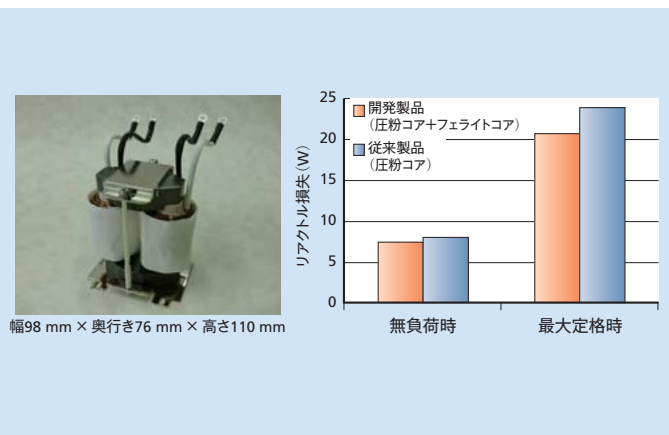 幅98 mm × 奥行き76 mm × 高さ110 mm
リアクトル損失(W)
25
20
15
10
5
0
開発製品
(圧粉コア+フェライトコア)
従来製品
(圧粉コア)
無負荷時
最大定格時